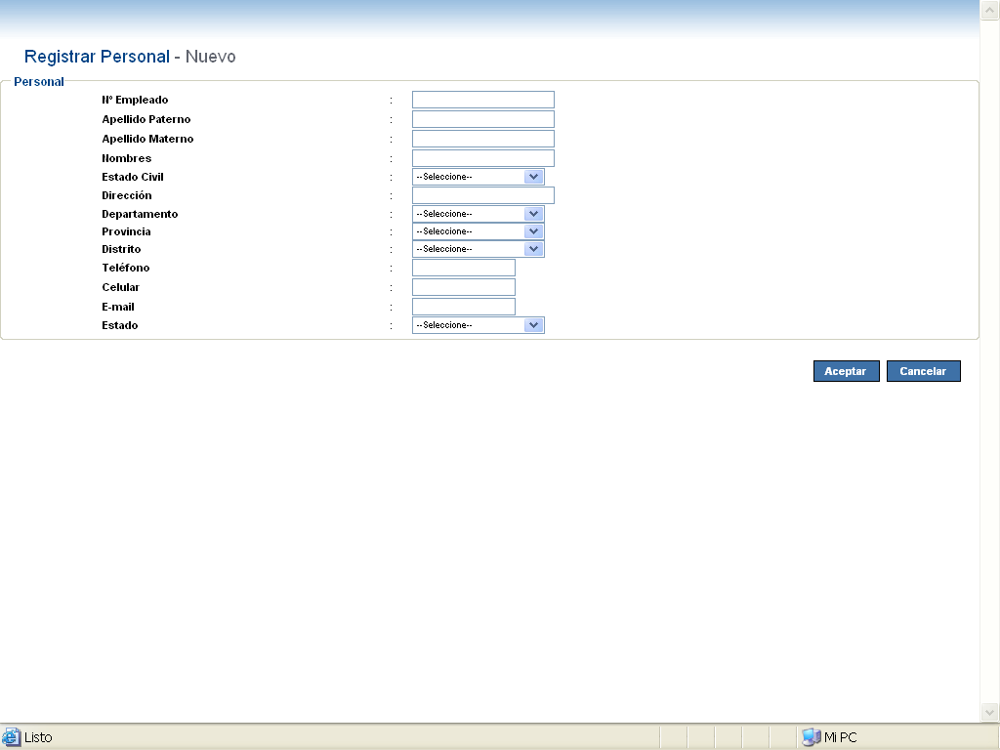 Registrar Personal - Nuevo
Personal
Nº Empleado :
Apellido Paterno :
Apellido Materno :
Nombres :
Estado Civil : --Seleccione--
Dirección :
Departamento : --Seleccione--
Provincia : --Seleccione--
Distrito : --Seleccione--
Teléfono :
Celular :
E-mail :
Estado : --Seleccione--
Aceptar Cancelar
Listo Mi PC